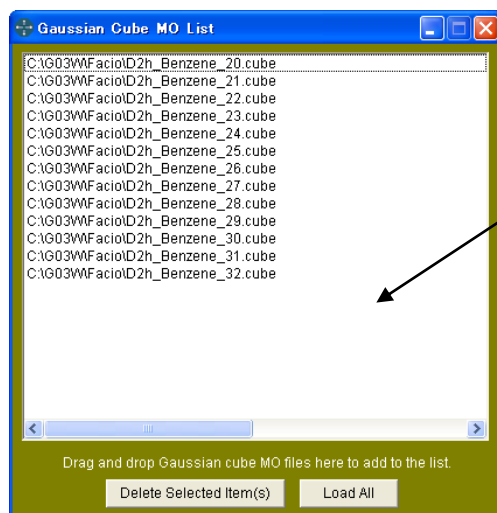 Gaussian Cube MO List
C:\G03W\Facio\D2h_Benzene_20.cube
C:\G03W\Facio\D2h_Benzene_21.cube
C:\G03W\Facio\D2h_Benzene_22.cube
C:\G03W\Facio\D2h_Benzene_23.cube
C:\G03W\Facio\D2h_Benzene_24.cube
C:\G03W\Facio\D2h_Benzene_25.cube
C:\G03W\Facio\D2h_Benzene_26.cube
C:\G03W\Facio\D2h_Benzene_27.cube
C:\G03W\Facio\D2h_Benzene_28.cube
C:\G03W\Facio\D2h_Benzene_29.cube
C:\G03W\Facio\D2h_Benzene_30.cube
C:\G03W\Facio\D2h_Benzene_31.cube
C:\G03W\Facio\D2h_Benzene_32.cube
Drag and drop Gaussian cube MO files here to add to the list.
Delete Selected Item(s) Load All